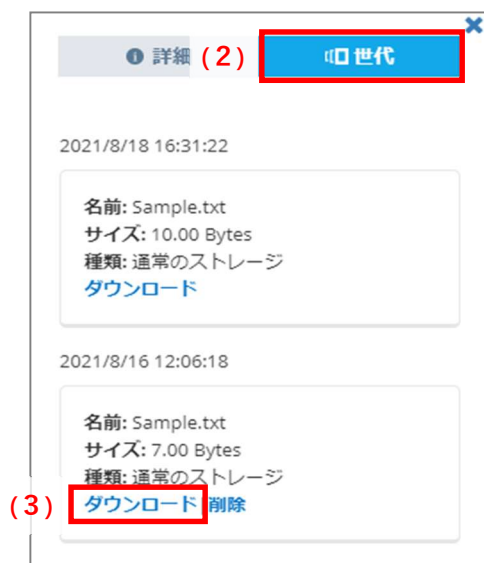 詳細 (2) 世代
2021/8/18 16:31:22
名前: Sample.txt
サイズ: 10.00 Bytes
種類: 通常のストレージ
ダウンロード
2021/8/16 12:06:18
名前: Sample.txt
サイズ: 7.00 Bytes
種類: 通常のストレージ
(3) ダウンロード 削除